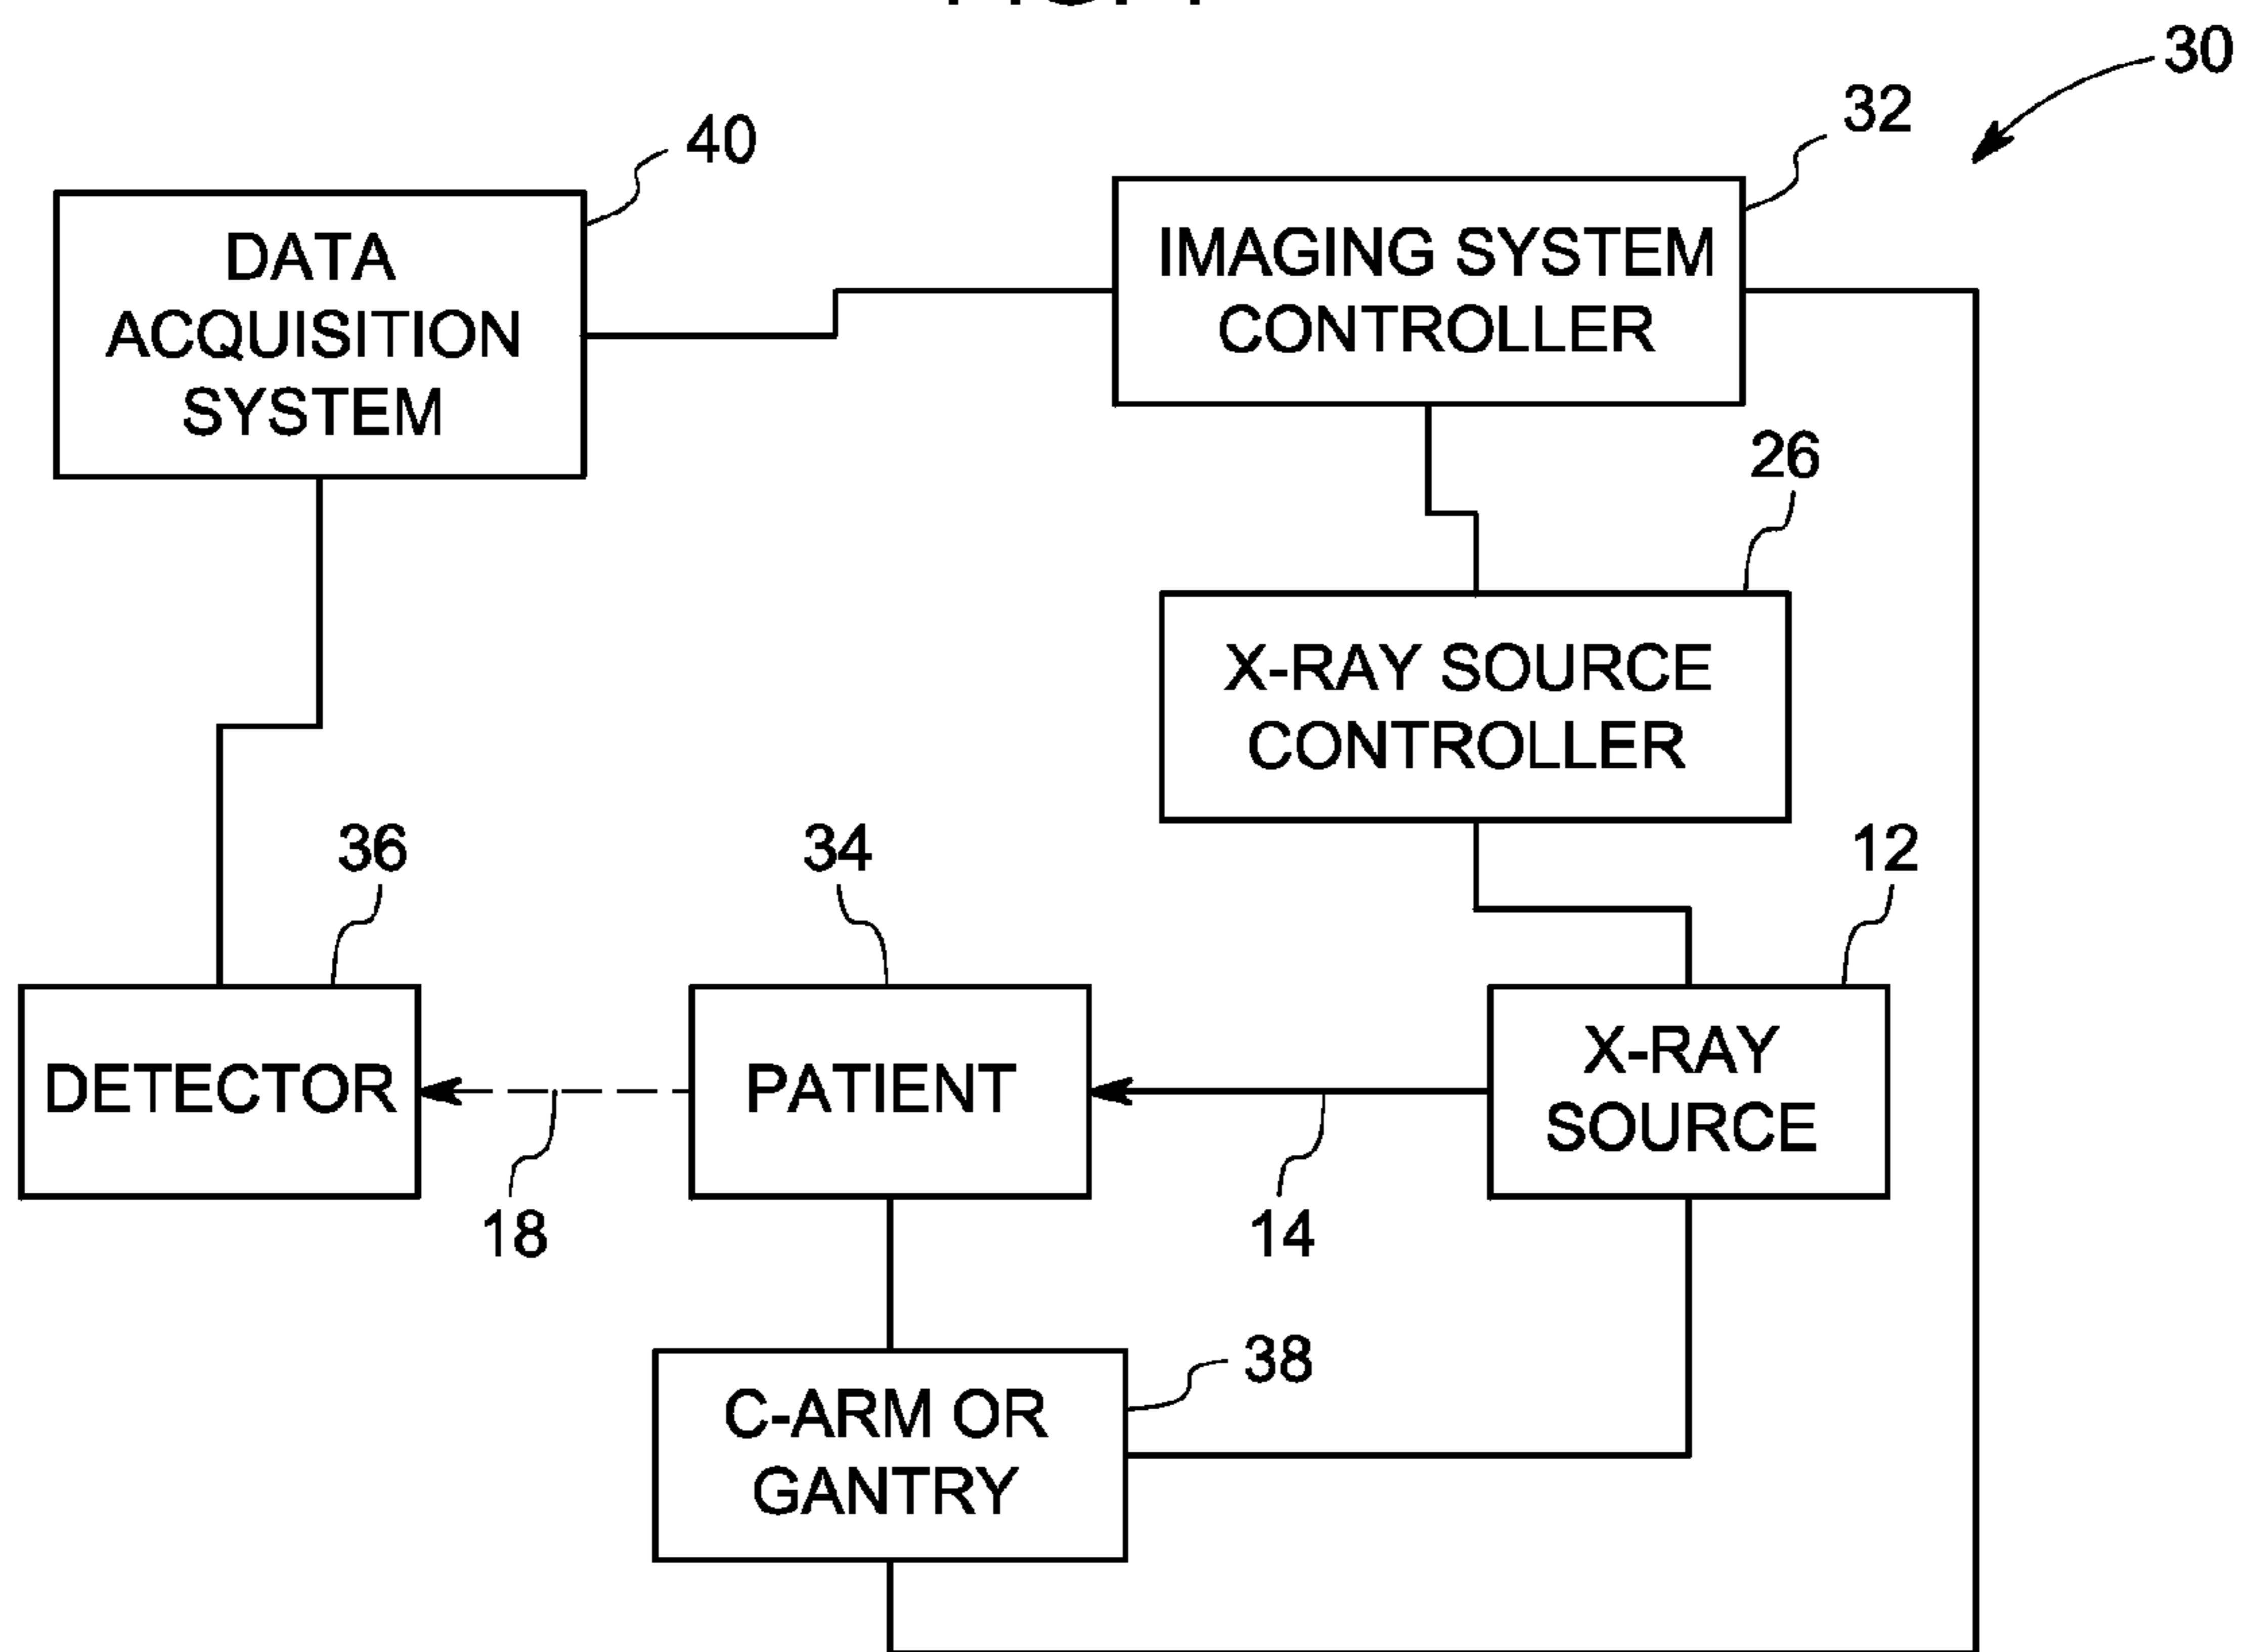 30
32
40
DATA
ACQUISITION
SYSTEM
IMAGING SYSTEM
CONTROLLER
26
X-RAY SOURCE
CONTROLLER
36
34
12
DETECTOR
PATIENT
X-RAY
SOURCE
18
14
38
C-ARM OR
GANTRY